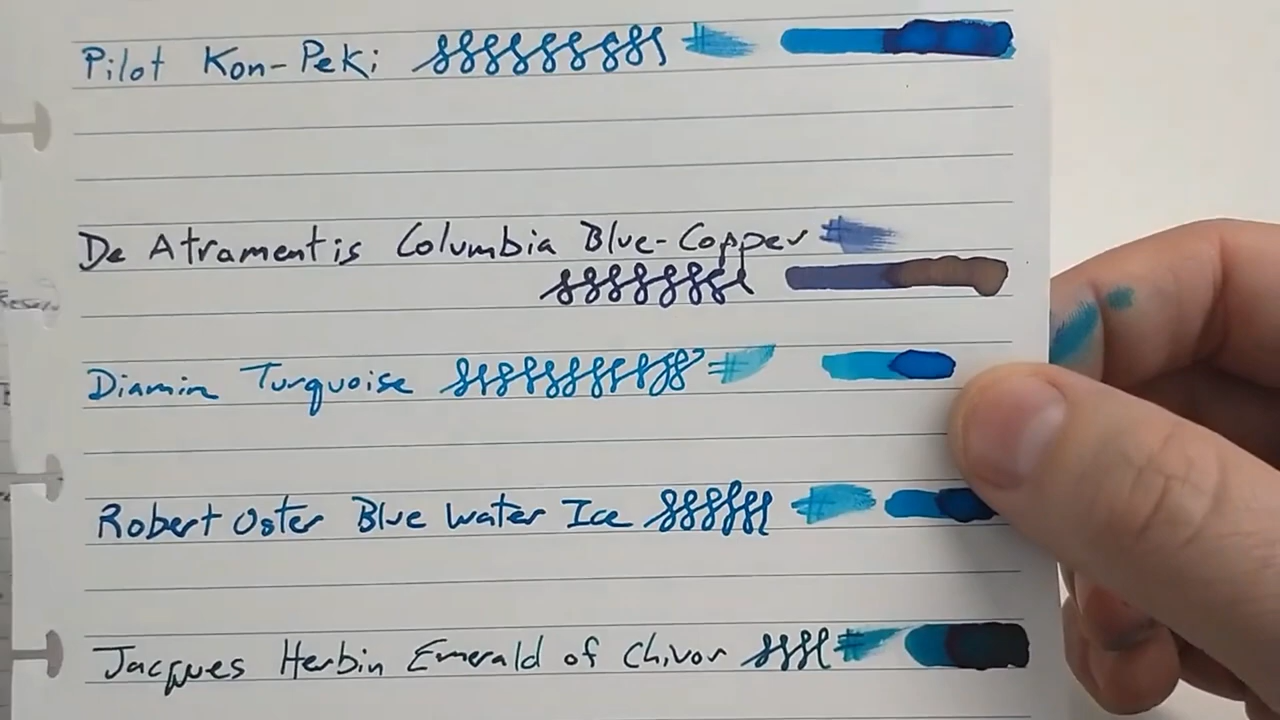 Pilot Kon-Peki
De Atramentis Columbia Blue-Copper
Diamin Turquoise
Robert Oster Blue Water Ice
Jacques Herbin Emerald of Chivor